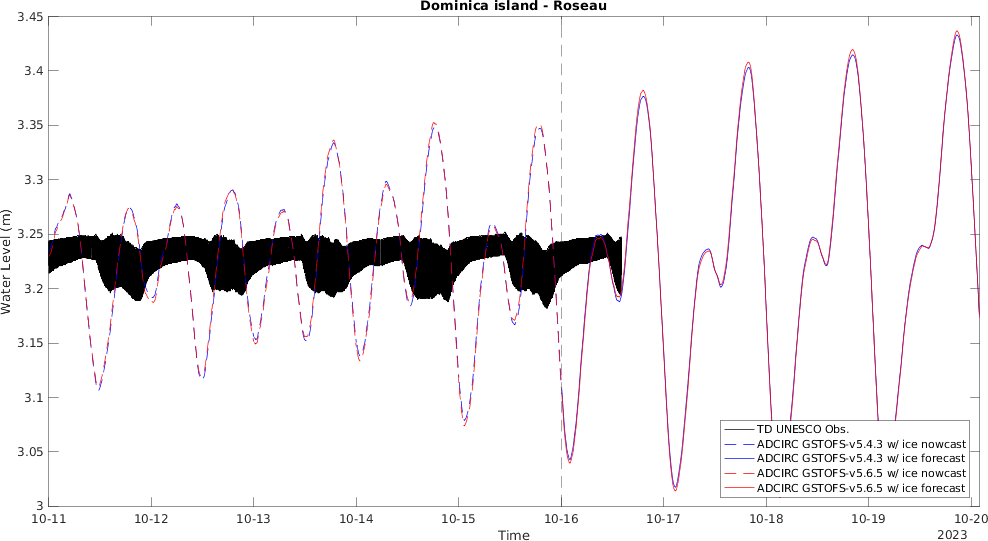 Dominica island - Roseau
3.45
3.4
3.35
3.3
3.25
3.2
3.15
3.1
3.05
3
Water Level (m)
TD UNESCO Obs.
ADCIRC GSTOFS-v5.4.3 w/ ice nowcast
ADCIRC GSTOFS-v5.4.3 w/ ice forecast
ADCIRC GSTOFS-v5.6.5 w/ ice nowcast
ADCIRC GSTOFS-v5.6.5 w/ ice forecast
10-11 10-12 10-13 10-14 10-15 10-16 10-17 10-18 10-19 10-20
Time
2023